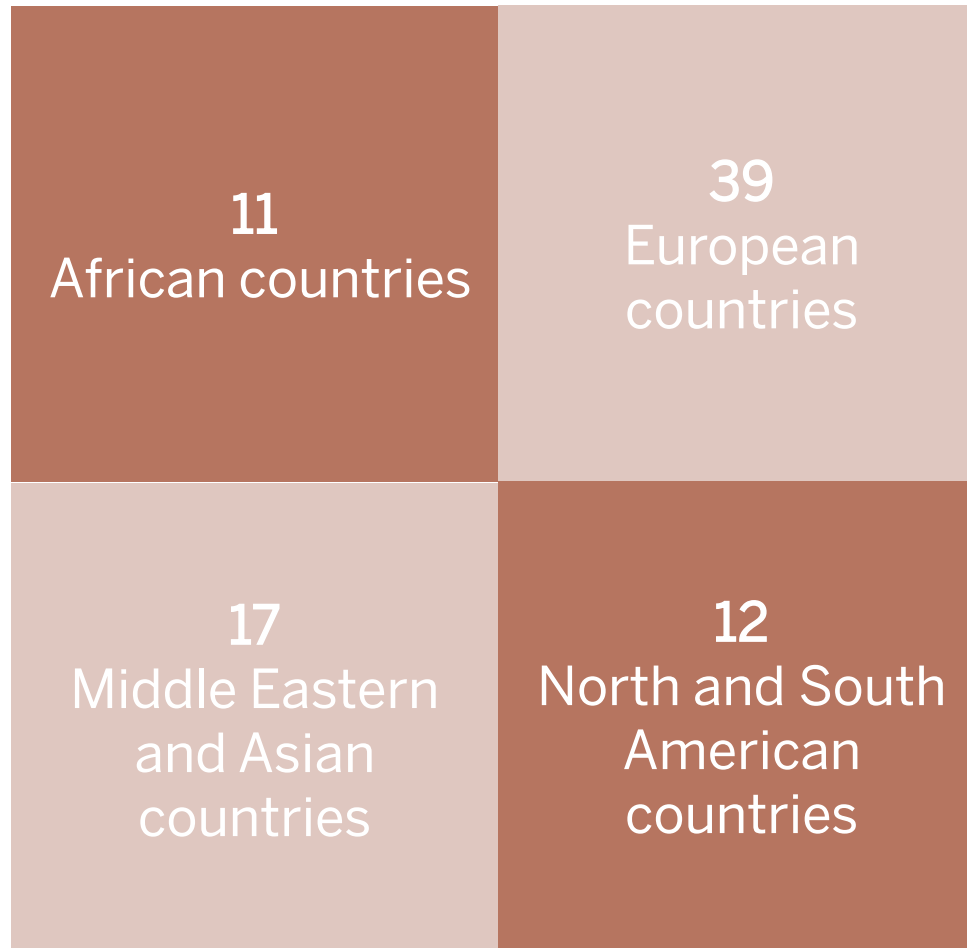 11
African countries
39
European
countries
17
Middle Eastern
and Asian
countries
12
North and South
American
countries